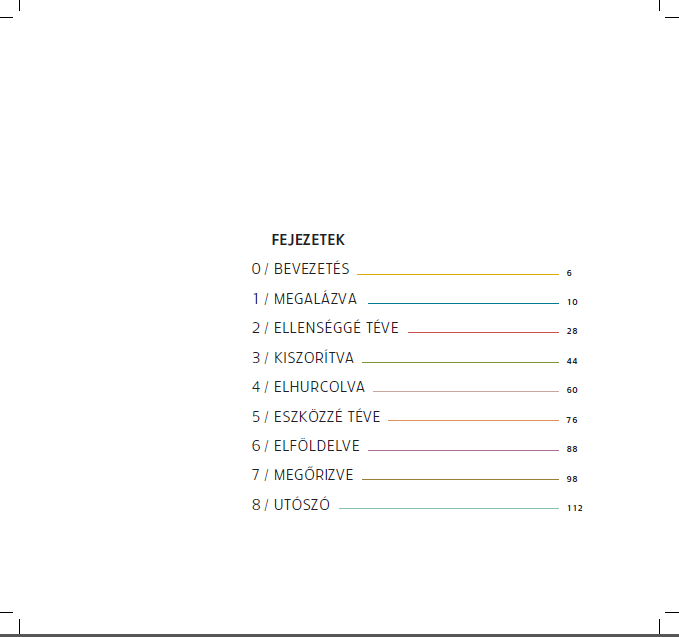 FEJEZETEK
0 / BEVEZETÉS 6
1 / MEGALÁZVA 10
2 / ELLENSÉGGÉ TÉVE 28
3 / KISZORÍTVA 44
4 / ELHURCOLVA 60
5 / ESZKÖZZÉ TÉVE 76
6 / ELFÖLDELVE 88
7 / MEGŐRIZVE 98
8 / UTÓSZÓ 112